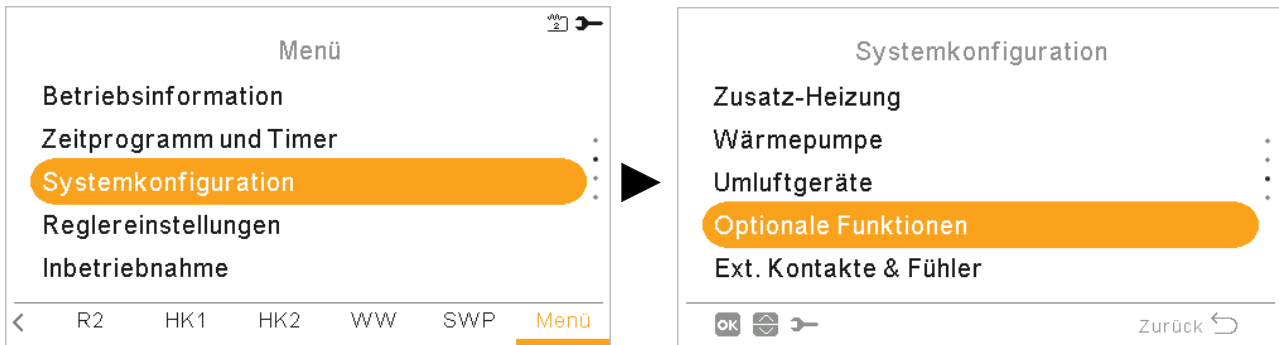 2
Menü
Betriebsinformation
Zeitprogramm und Timer
Systemkonfiguration
Reglereinstellungen
Inbetriebnahme
< R2 HK1 HK2 WW SWP Menü
Systemkonfiguration
Zusatz-Heizung
Wärmepumpe
Umluftgeräte
Optionale Funktionen
Ext. Kontakte & Fühler
OK Zurück